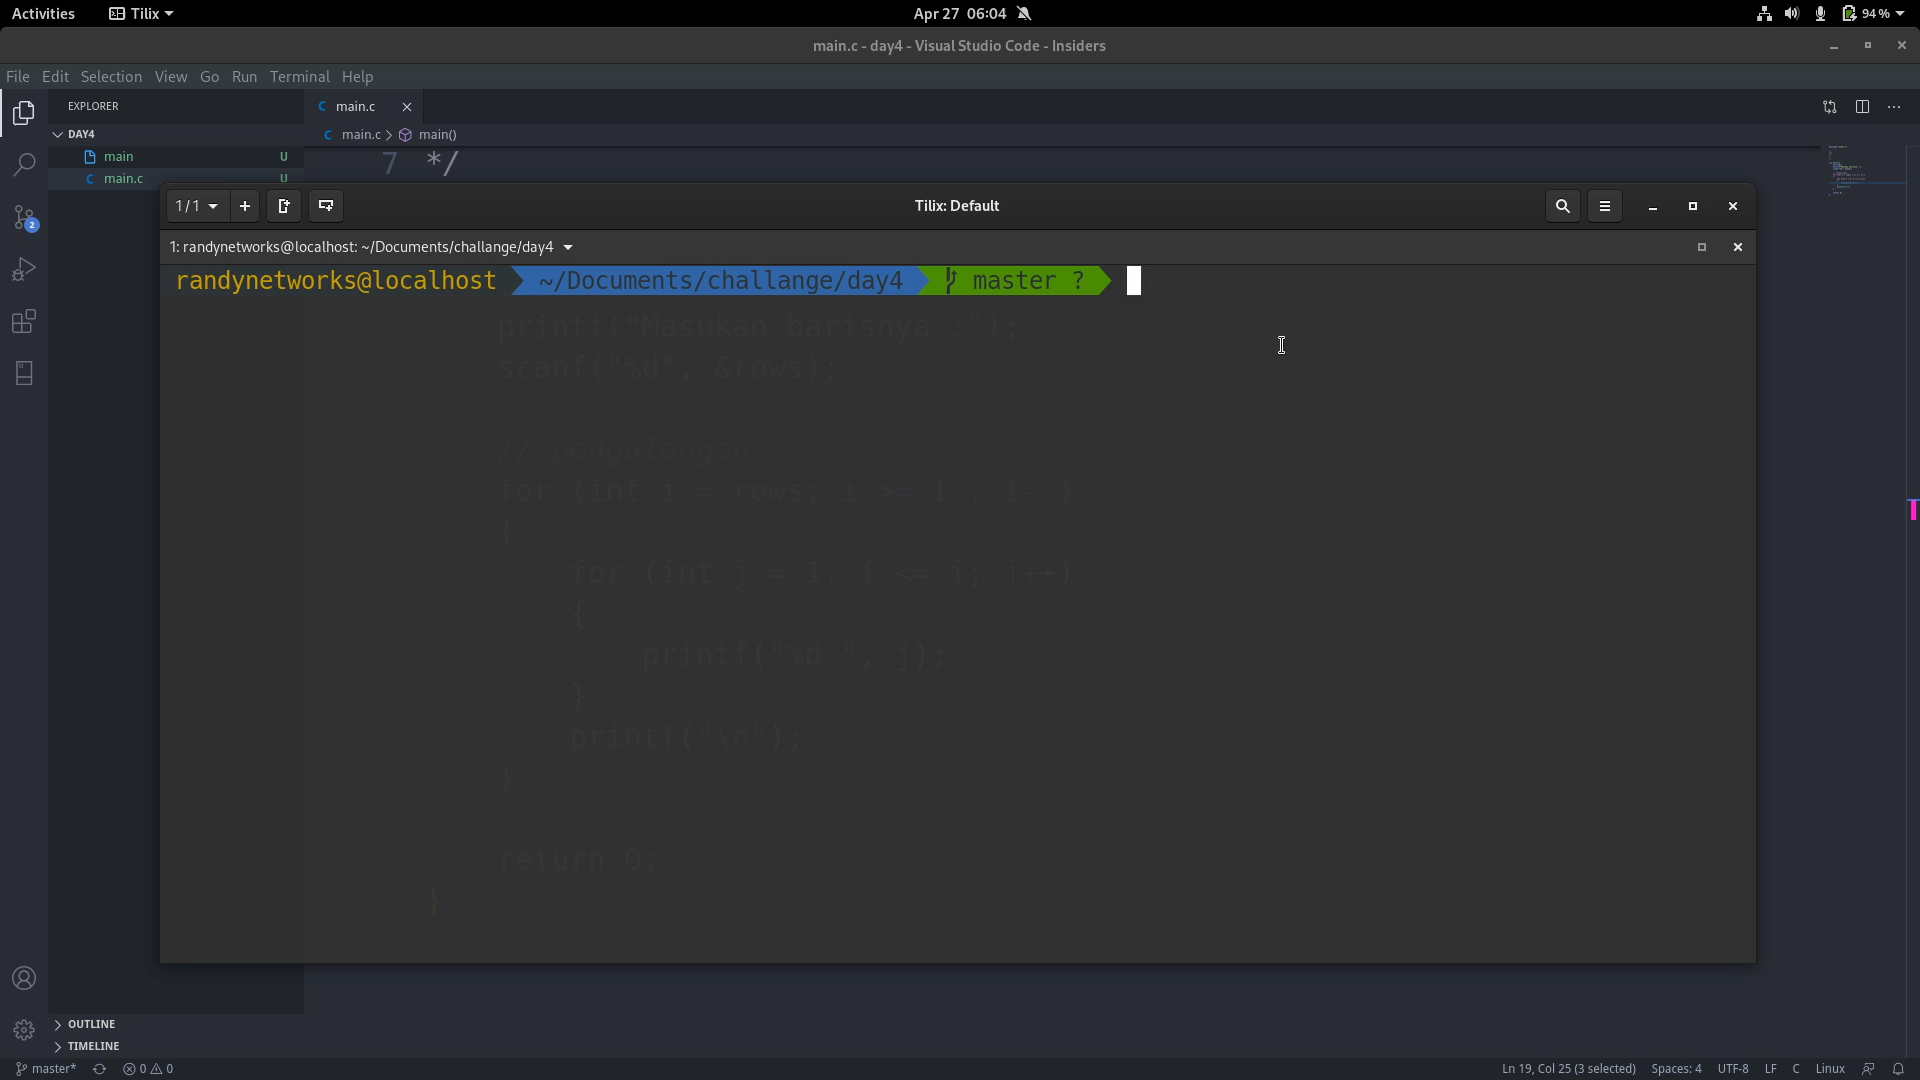 Activities Tilix Apr 27 06:04 94 %
main.c - day4 - Visual Studio Code - Insiders
File Edit Selection View Go Run Terminal Help
EXPLORER
main.c
DAY4
main.c > main()
main U
7 */
main.c U
1/1 Tilix: Default
2
1: randynetworks@localhost: ~/Documents/challange/day4
randynetworks@localhost ~/Documents/challange/day4 master ?
printf("Masukan barisnya :");
scanf("%d", &rows);
// pengulangan
for (int i = rows; i >= 1 ; i--)
{
for (int j = 1; j <= i; j++)
{
printf("%d ", j);
}
printf("\n");
}
return 0;
}
OUTLINE
TIMELINE
master* 0 0 Ln 19, Col 25 (3 selected) Spaces: 4 UTF-8 LF C Linux